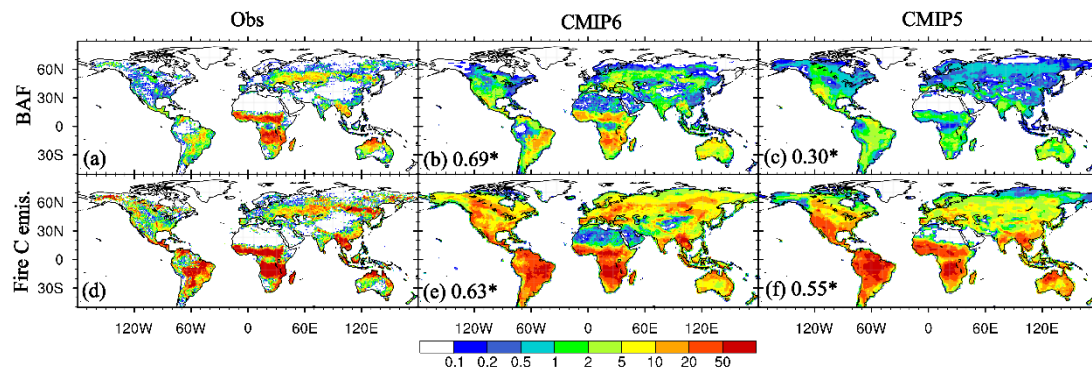 Obs CMIP6 CMIP5
BAF
60N
30N
0
30S
(a)
(b) 0.69*
(c) 0.30*
Fire C emis.
60N
30N
0
30S
(d)
(e) 0.63*
(f) 0.55*
120W 60W 0 60E 120E 120W 60W 0 60E 120E 120W 60W 0 60E 120E
0.1 0.2 0.5 1 2 5 10 20 50